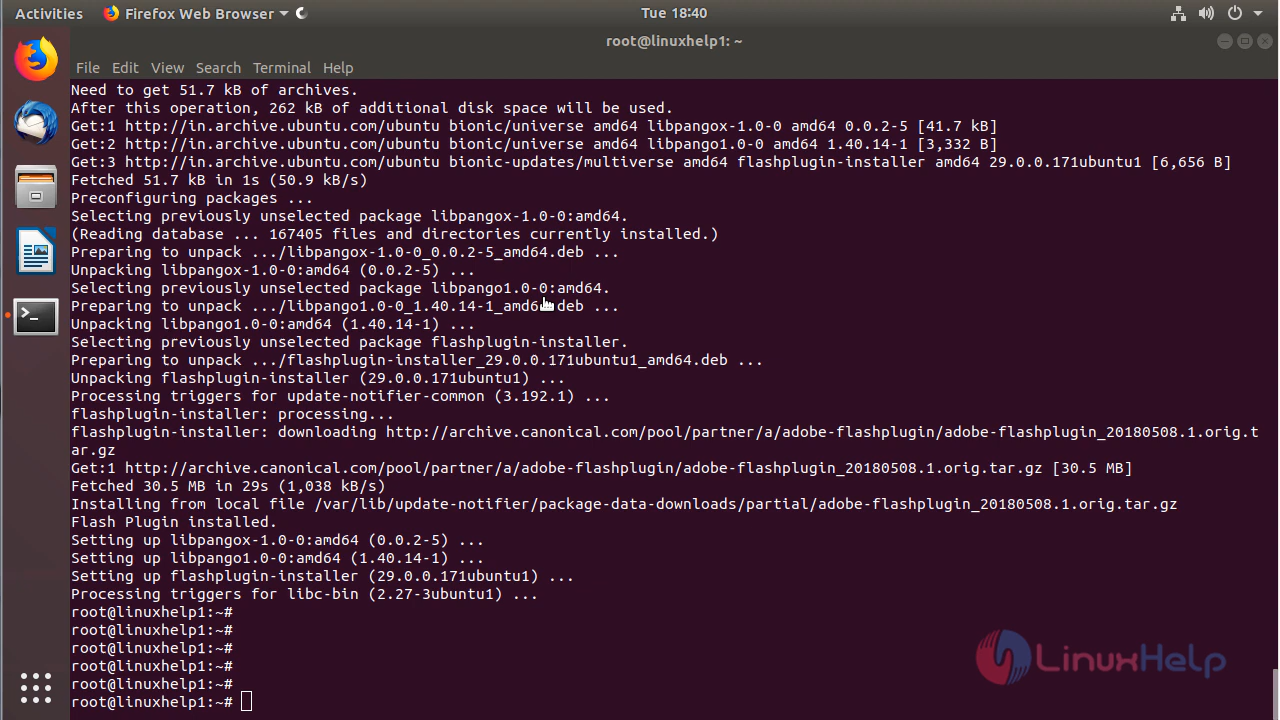 Activities Firefox Web Browser Tue 18:40
root@linuxhelp1: ~
File Edit View Search Terminal Help
Need to get 51.7 kB of archives.
After this operation, 262 kB of additional disk space will be used.
Get:1 http://in.archive.ubuntu.com/ubuntu bionic/universe amd64 libpangox-1.0-0 amd64 0.0.2-5 [41.7 kB]
Get:2 http://in.archive.ubuntu.com/ubuntu bionic/universe amd64 libpango1.0-0 amd64 1.40.14-1 [3,332 B]
Get:3 http://in.archive.ubuntu.com/ubuntu bionic-updates/multiverse amd64 flashplugin-installer amd64 29.0.0.171ubuntu1 [6,656 B]
Fetched 51.7 kB in 1s (50.9 kB/s)
Preconfiguring packages ...
Selecting previously unselected package libpangox-1.0-0:amd64.
(Reading database ... 167405 files and directories currently installed.)
Preparing to unpack .../libpangox-1.0-0_0.0.2-5_amd64.deb ...
Unpacking libpangox-1.0-0:amd64 (0.0.2-5) ...
Selecting previously unselected package libpango1.0-0:amd64.
Preparing to unpack .../libpango1.0-0_1.40.14-1_amd64.deb ...
Unpacking libpango1.0-0:amd64 (1.40.14-1) ...
Selecting previously unselected package flashplugin-installer.
Preparing to unpack .../flashplugin-installer_29.0.0.171ubuntu1_amd64.deb ...
Unpacking flashplugin-installer (29.0.0.171ubuntu1) ...
Processing triggers for update-notifier-common (3.192.1) ...
flashplugin-installer: processing...
flashplugin-installer: downloading http://archive.canonical.com/pool/partner/a/adobe-flashplugin/adobe-flashplugin_20180508.1.orig.t
ar.gz
Get:1 http://archive.canonical.com/pool/partner/a/adobe-flashplugin/adobe-flashplugin_20180508.1.orig.tar.gz [30.5 MB]
Fetched 30.5 MB in 29s (1,038 kB/s)
Installing from local file /var/lib/update-notifier/package-data-downloads/partial/adobe-flashplugin_20180508.1.orig.tar.gz
Flash Plugin installed.
Setting up libpangox-1.0-0:amd64 (0.0.2-5) ...
Setting up libpango1.0-0:amd64 (1.40.14-1) ...
Setting up flashplugin-installer (29.0.0.171ubuntu1) ...
Processing triggers for libc-bin (2.27-3ubuntu1) ...
root@linuxhelp1:~#
root@linuxhelp1:~#
root@linuxhelp1:~#
root@linuxhelp1:~#
root@linuxhelp1:~#
root@linuxhelp1:~#
LinuxHelp